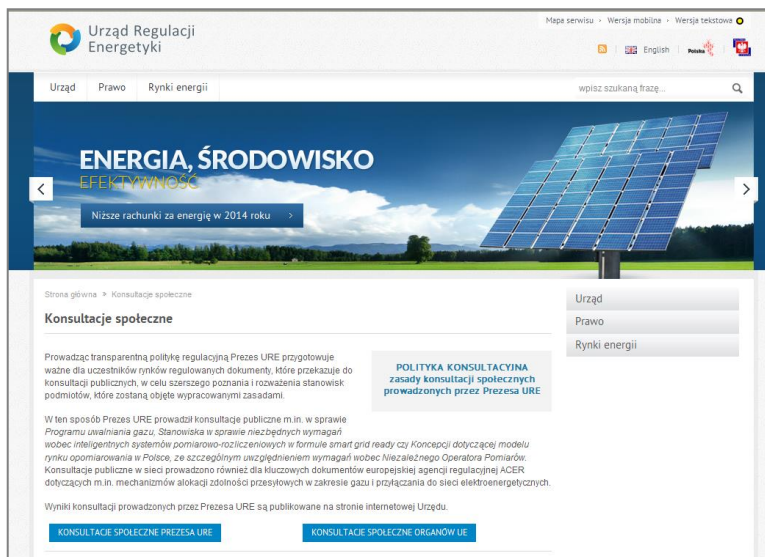 Mapa serwisu
Wersja mobilna
Wersja tekstowa
Urząd Regulacji
Energetyki
English
Polska
Urząd
Prawo
Rynki energii
wpisz szukaną frazę...
ENERGIA, ŚRODOWISKO
EFEKTYWNOŚĆ
Niższe rachunki za energię w 2014 roku >
Strona główna » Konsultacje społeczne
Konsultacje społeczne
Prowadząc transparentną politykę regulacyjną Prezes URE przygotowuje
ważne dla uczestników rynków regulowanych dokumenty, które przekazuje do
konsultacji publicznych, w celu szerszego poznania i rozważenia stanowisk
podmiotów, które zostaną objęte wypracowanymi zasadami.
POLITYKA KONSULTACYJNA
zasady konsultacji społecznych
prowadzonych przez Prezesa URE
W ten sposób Prezes URE prowadził konsultacje publiczne m.in. w sprawie
Programu uwalniania gazu, Stanowiska w sprawie niezbędnych wymagań
wobec inteligentnych systemów pomiarowo-rozliczeniowych w formule smart grid ready czy Koncepcji dotyczącej modelu
rynku opomiarowania w Polsce, ze szczególnym uwzględnieniem wymagań wobec Niezależnego Operatora Pomiarów.
Konsultacje publiczne w sieci prowadzono również dla kluczowych dokumentów europejskiej agencji regulacyjnej ACER
dotyczących m.in. mechanizmów alokacji zdolności przesyłowych w zakresie gazu i przyłączania do sieci elektroenergetycznych.
Wyniki konsultacji prowadzonych przez Prezesa URE są publikowane na stronie internetowej Urzędu.
KONSULTACJE SPOŁECZNE PREZESA URE
KONSULTACJE SPOŁECZNE ORGANÓW UE
Urząd
Prawo
Rynki energii